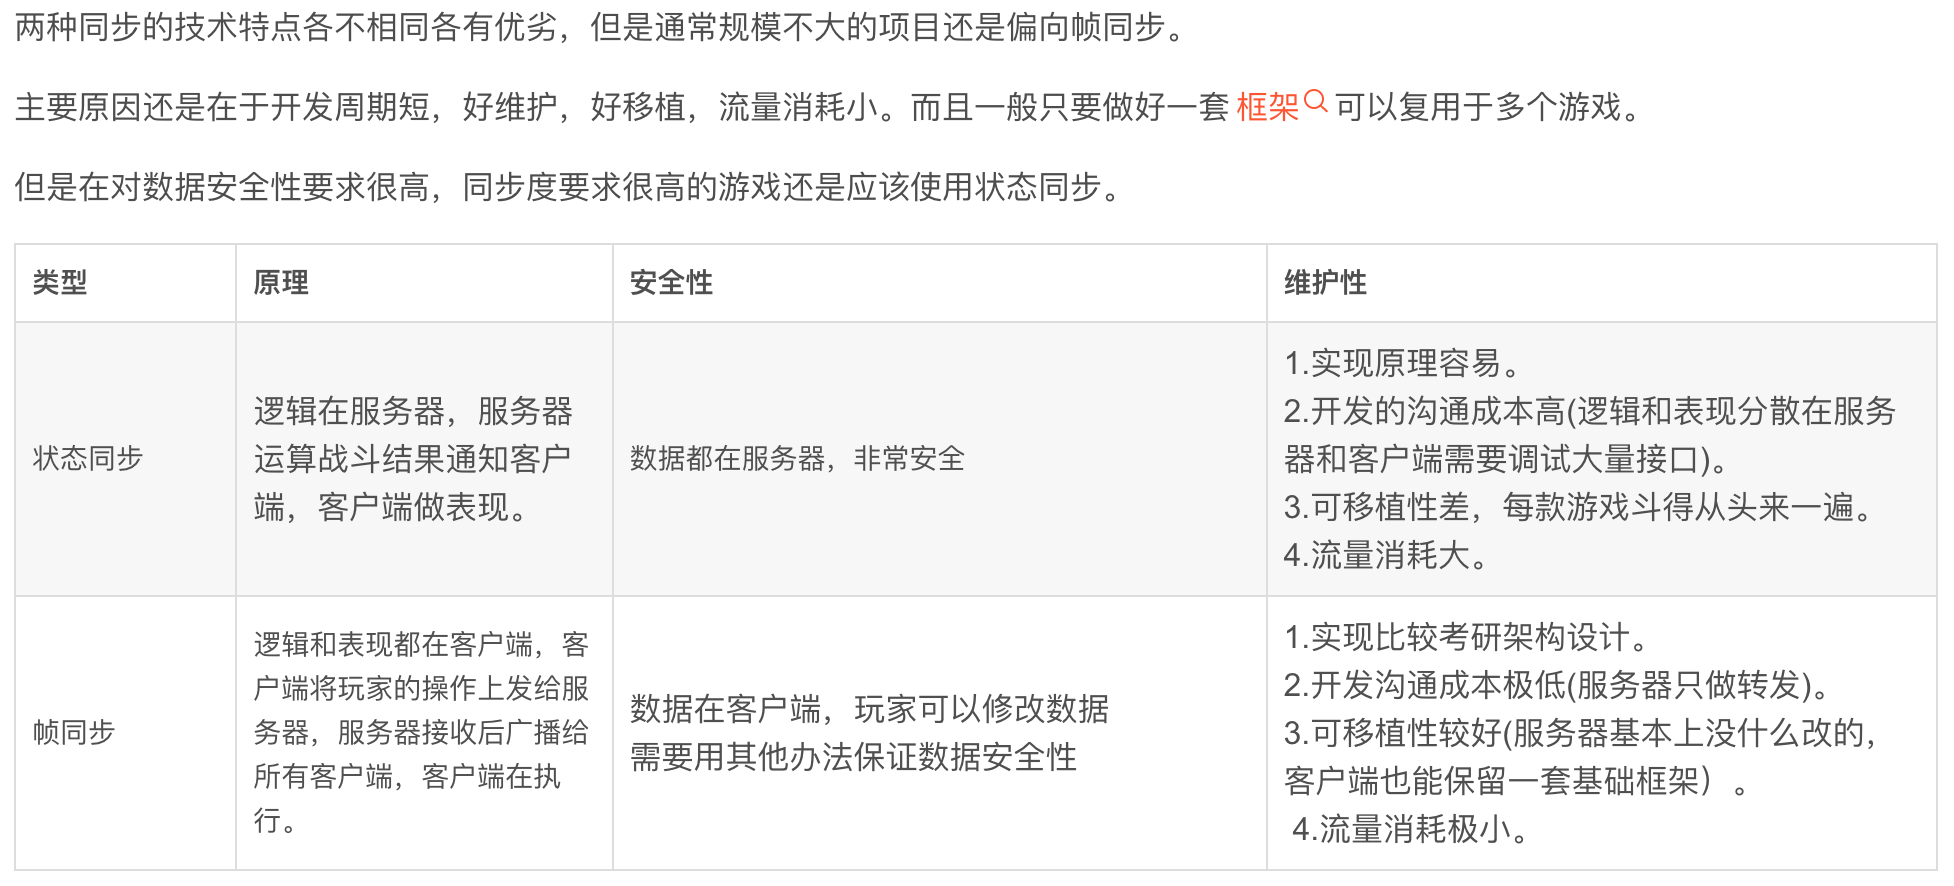 两种同步的技术特点各不相同各有优劣，但是通常规模不大的项目还是偏向帧同步。
主要原因还是在于开发周期短，好维护，好移植，流量消耗小。而且一般只要做好一套 框架 可以复用于多个游戏。
但是在对数据安全性要求很高，同步度要求很高的游戏还是应该使用状态同步。
类型 原理 安全性 维护性
状态同步
逻辑在服务器，服务器
运算战斗结果通知客户
端，客户端做表现。
数据都在服务器，非常安全
1.实现原理容易。
2.开发的沟通成本高(逻辑和表现分散在服务
器和客户端需要调试大量接口)。
3.可移植性差，每款游戏斗得从头来一遍。
4.流量消耗大。
帧同步
逻辑和表现都在客户端，客
户端将玩家的操作上发给服
务器，服务器接收后广播给
所有客户端，客户端在执
行。
数据在客户端，玩家可以修改数据
需要用其他办法保证数据安全性
1.实现比较考研架构设计。
2.开发沟通成本极低(服务器只做转发)。
3.可移植性较好(服务器基本上没什么改的，
客户端也能保留一套基础框架）。
4.流量消耗极小。